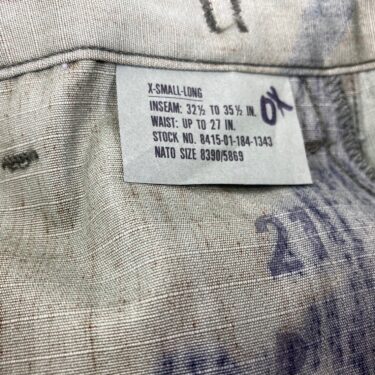 X-SMALL-LONG
INSEAM: 32½ TO 35½ IN.
WAIST: UP TO 27 IN.
STOCK NO. 8415-01-184-1343
NATO SIZE 8390/5869
OX